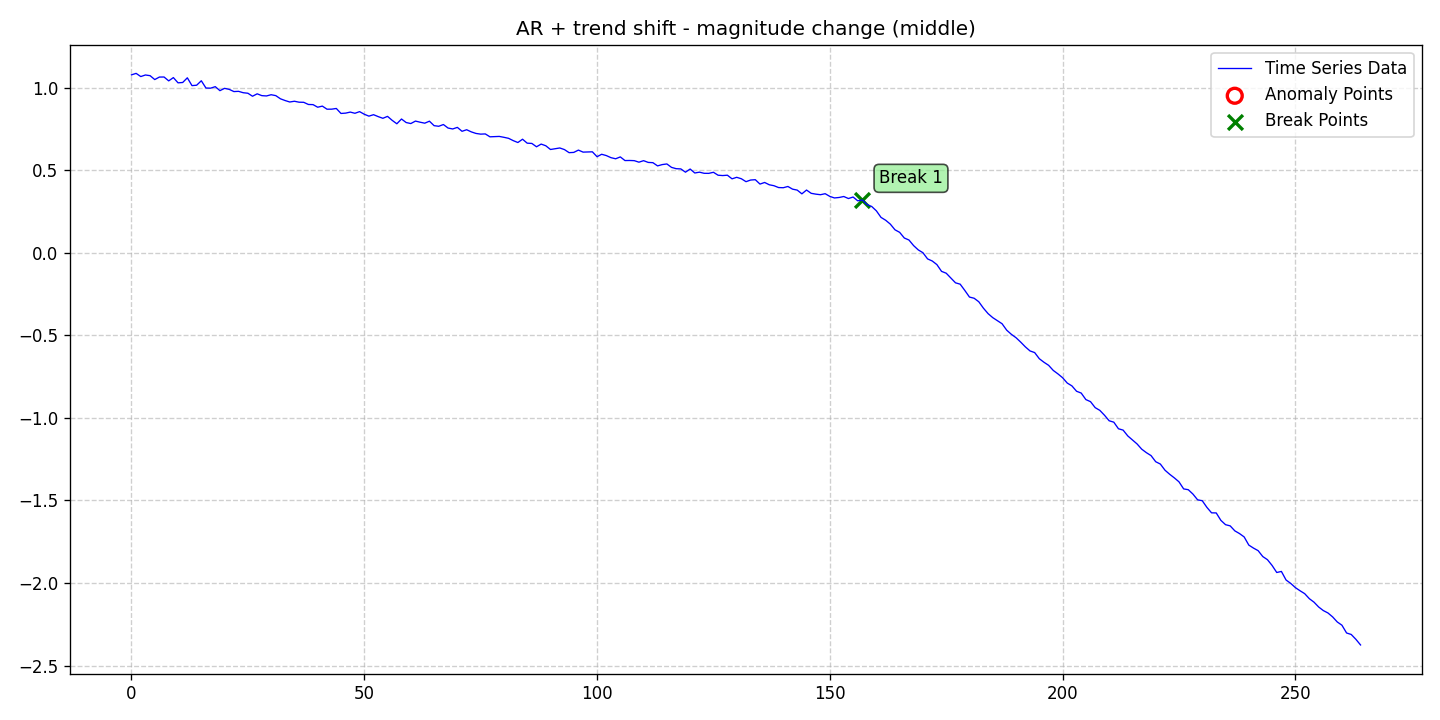 AR + trend shift - magnitude change (middle)
Time Series Data
Anomaly Points
Break Points
Break 1
1.0
0.5
0.0
−0.5
−1.0
−1.5
−2.0
−2.5
0 50 100 150 200 250